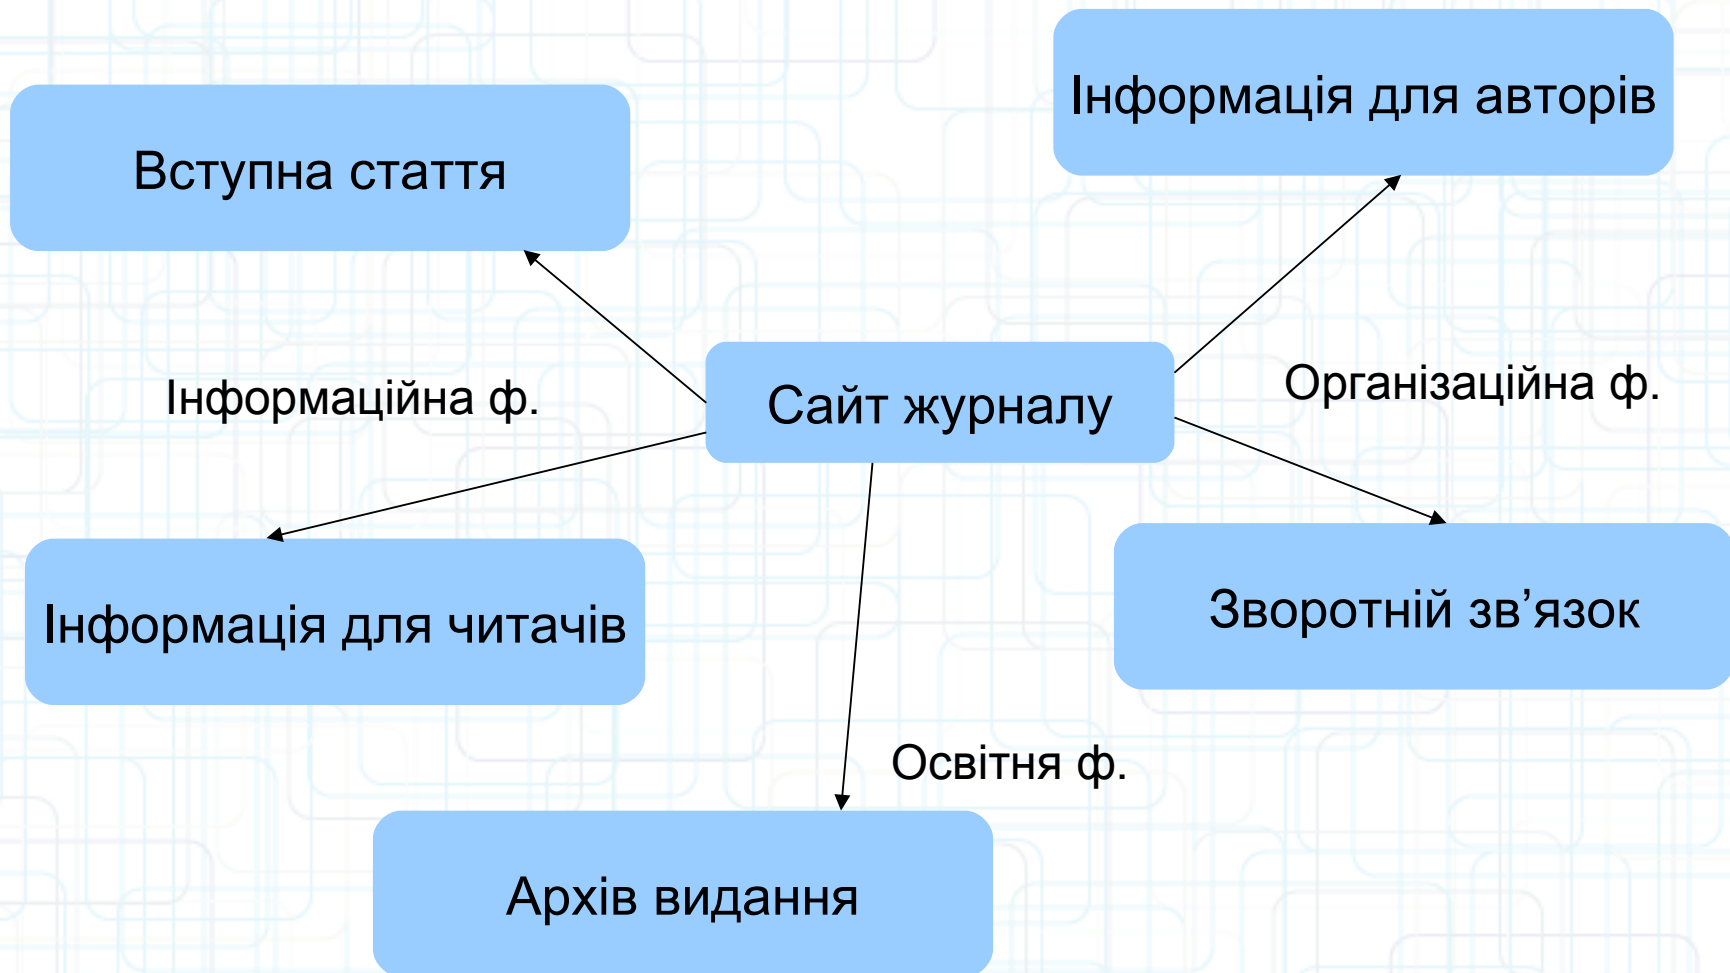 Інформація для авторів
Вступна стаття
Інформаційна ф.
Сайт журналу
Організаційна ф.
Інформація для читачів
Зворотній зв’язок
Освітня ф.
Архів видання